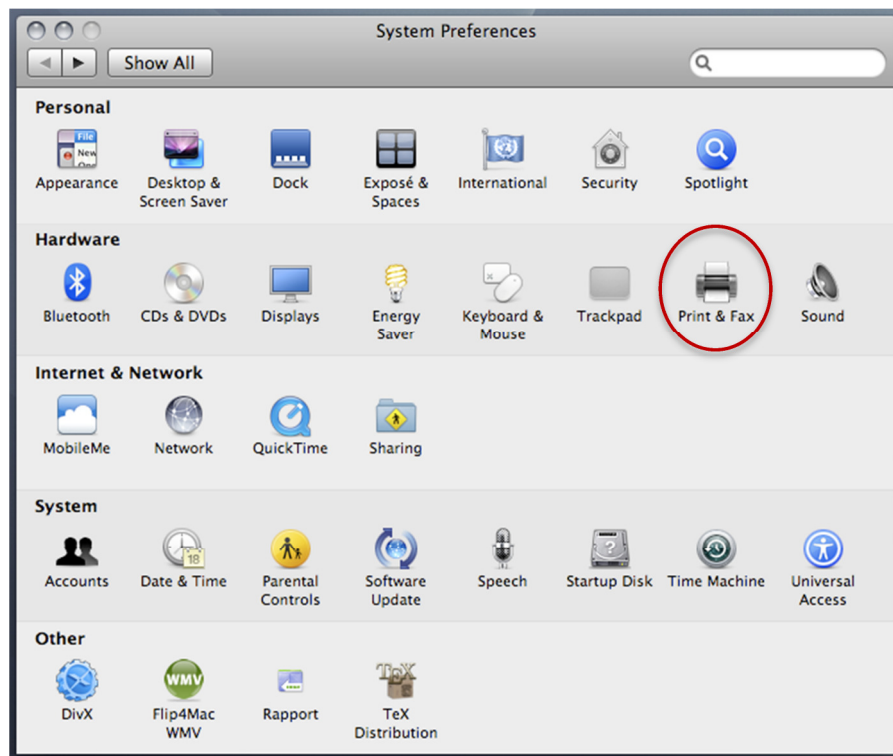 System Preferences
Show All
Personal
File
New
Appearance Desktop & Screen Saver Dock Exposé & Spaces International Security Spotlight
Hardware
Bluetooth CDs & DVDs Displays Energy Saver Keyboard & Mouse Trackpad Print & Fax Sound
Internet & Network
MobileMe Network QuickTime Sharing
System
18
?
Accounts Date & Time Parental Controls Software Update Speech Startup Disk Time Machine Universal Access
Other
WMV
TeX
DivX Flip4Mac WMV Rapport TeX Distribution